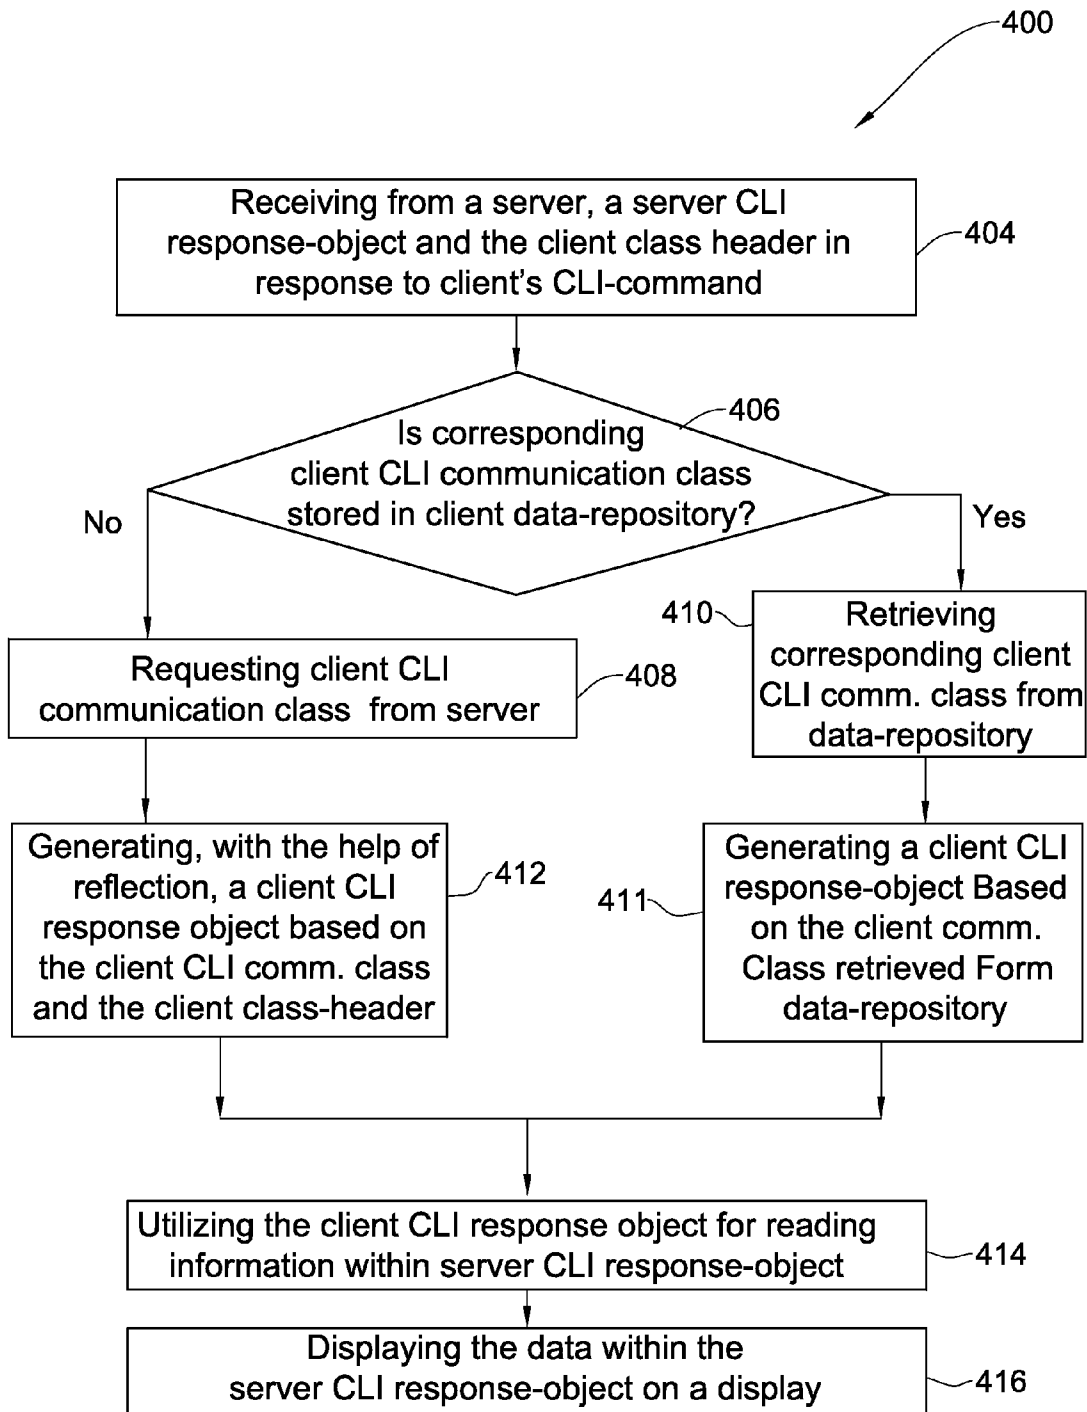 400
Receiving from a server, a server CLI
response-object and the client class header in
response to client's CLI-command
404
406
Is corresponding
client CLI communication class
stored in client data-repository?
No
Yes
410
Retrieving
corresponding client
CLI comm. class from
data-repository
Requesting client CLI
communication class from server
408
Generating, with the help of
reflection, a client CLI
response object based on
the client CLI comm. class
and the client class-header
412
411
Generating a client CLI
response-object Based
on the client comm.
Class retrieved Form
data-repository
Utilizing the client CLI response object for reading
information within server CLI response-object
414
Displaying the data within the
server CLI response-object on a display
416